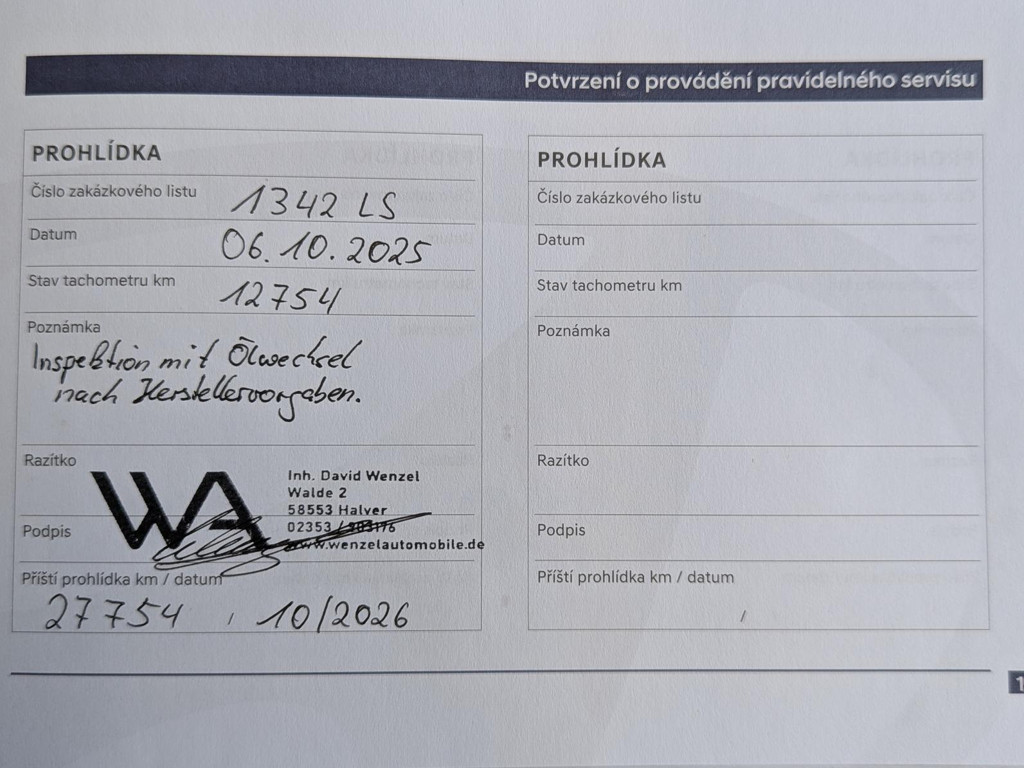 Potvrzení o provádění pravidelného servisu
PROHLÍDKA
Číslo zakázkového listu 1342 LS
Datum 06.10.2025
Stav tachometru km 12754
Poznámka
Inspektion mit Ölwechsel
nach Herstellervorgaben.
Razítko
WA
Inh. David Wenzel
Walde 2
58553 Halver
02353 / 903176
www.wenzelautomobile.de
Podpis
Příští prohlídka km / datum
27754 / 10/2026
PROHLÍDKA
Číslo zakázkového listu
Datum
Stav tachometru km
Poznámka
Razítko
Podpis
Příští prohlídka km / datum
/
1